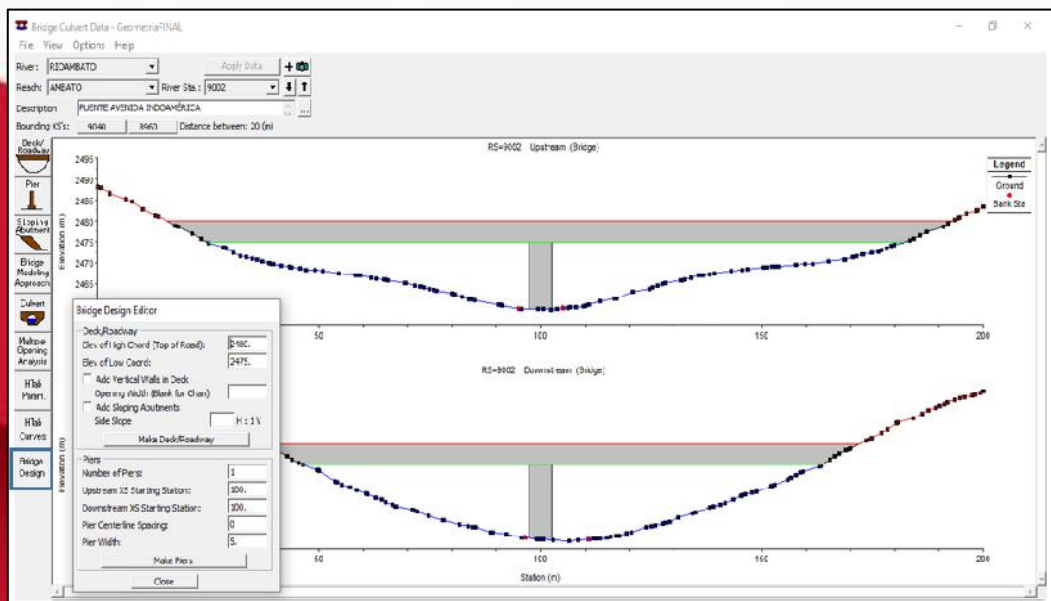 Bridge Culvert Data - GeometriaFINAL
File View Options Help
River: RIOAMBATO Apply Data
Reach: AMBATO River Sta.: 9002
Description PUENTE AVENIDA INDOAMÉRICA ...
Bounding XS's: 9040 8960 Distance between: 20 (m)
Deck/
Roadway
Pier
Sloping
Abutment
Bridge
Modeling
Approach
Culvert
Multiple
Opening
Analysis
HTab
Param.
HTab
Curves
Bridge
Design
RS=9002 Upstream (Bridge)
Elevation (m)
2495
2490
2485
2480
2475
2470
2465
50 100 150 200
Legend
Ground
Bank Sta
RS=9002 Downstream (Bridge)
Elevation (m)
50 100 150 200
Station (m)
Bridge Design Editor
Deck/Roadway
Elev of High Chord (Top of Road): 2480.
Elev of Low Coord: 2475.
Add Vertical Walls in Deck
Opening Width (Blank for Chan)
Add Sloping Abutments
Side Slope H : 1V
Make Deck/Roadway
Piers
Number of Piers: 1
Upstream XS Starting Station: 100.
Downstream XS Starting Station: 100.
Pier Centerline Spacing: 0
Pier Width: 5.
Make Piers
Close